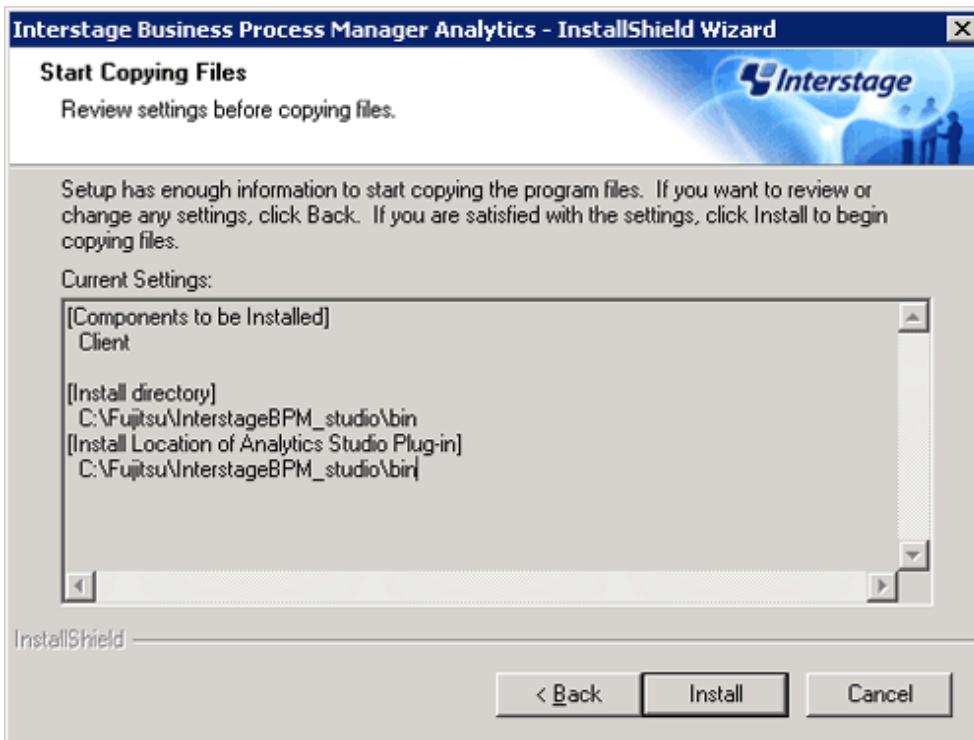 Interstage Business Process Manager Analytics - InstallShield Wizard
Start Copying Files
Review settings before copying files.
Interstage
Setup has enough information to start copying the program files. If you want to review or
change any settings, click Back. If you are satisfied with the settings, click Install to begin
copying files.
Current Settings:
[Components to be Installed]
Client
[Install directory]
C:\Fujitsu\InterstageBPM_studio\bin
[Install Location of Analytics Studio Plug-in]
C:\Fujitsu\InterstageBPM_studio\bin
InstallShield
< Back
Install
Cancel